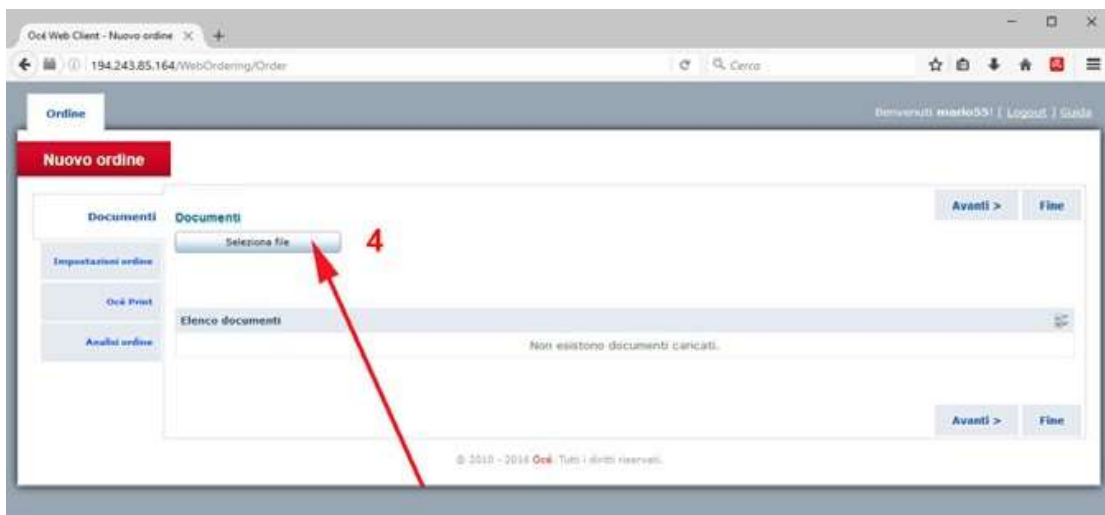 Océ Web Client - Nuovo ordine
194.243.85.164/WebOrdering/Order
Cerca
Ordine
Benvenuti mario55! [ Logout ] Guida
Nuovo ordine
Avanti >
Fine
Documenti
Documenti
Seleziona file
4
Impostazioni ordine
Océ Print
Elenco documenti
Analisi ordine
Non esistono documenti caricati.
Avanti >
Fine
© 2010 - 2016 Océ. Tutti i diritti riservati.